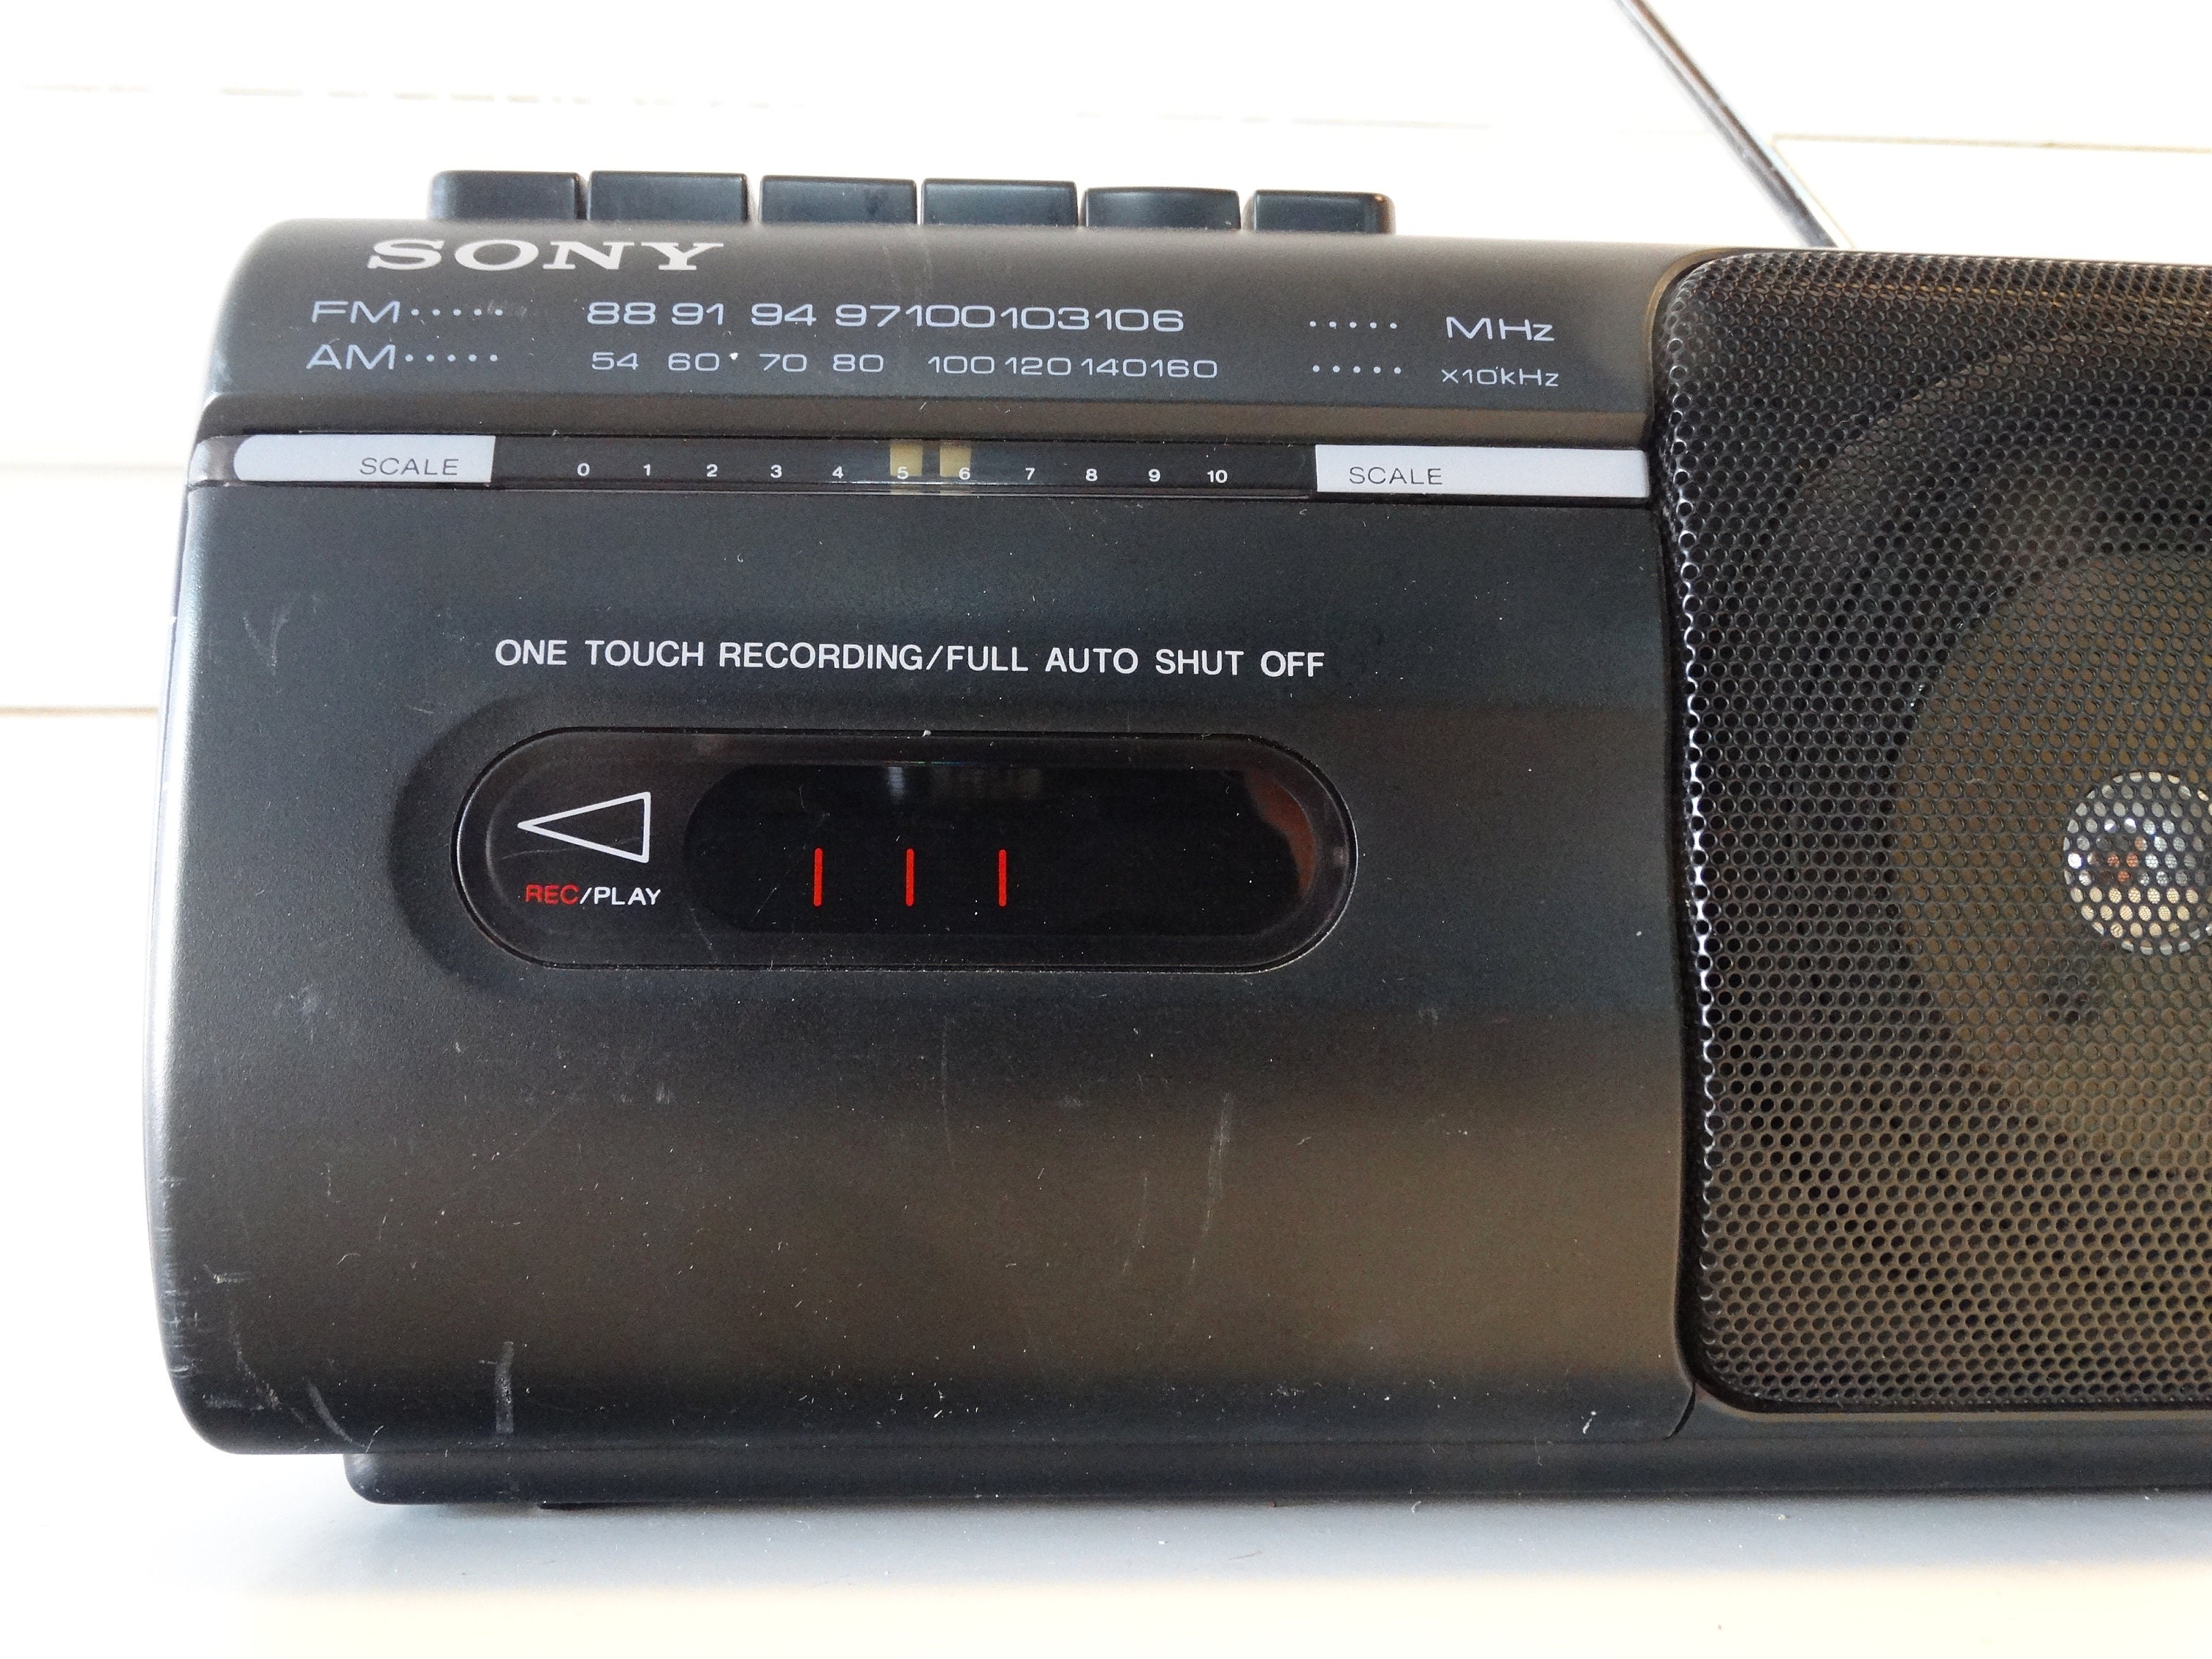 SONY
FM····· 88 91 94 97 100 103 106 ····· MHz
AM····· 54 60 70 80 100 120 140 160 ····· x10kHz
SCALE 0 1 2 3 4 5 6 7 8 9 10 SCALE
ONE TOUCH RECORDING/FULL AUTO SHUT OFF
REC/PLAY